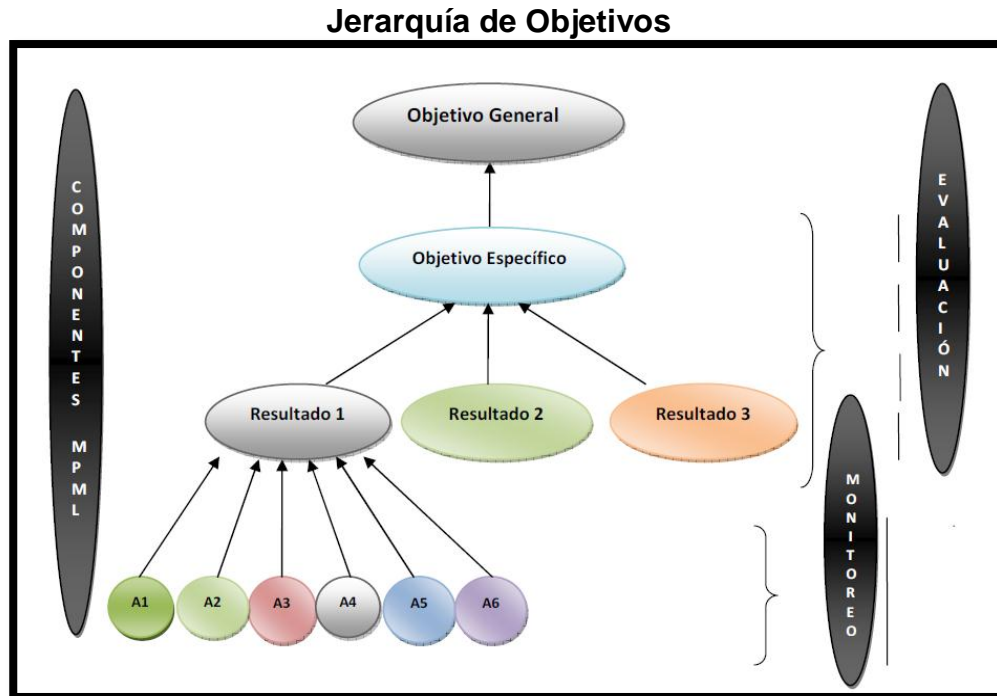 Jerarquía de Objetivos
Objetivo General
Objetivo Específico
Resultado 1
Resultado 2
Resultado 3
A1
A2
A3
A4
A5
A6
COMPONENTES MPML
EVALUACIÓN
MONITOREO